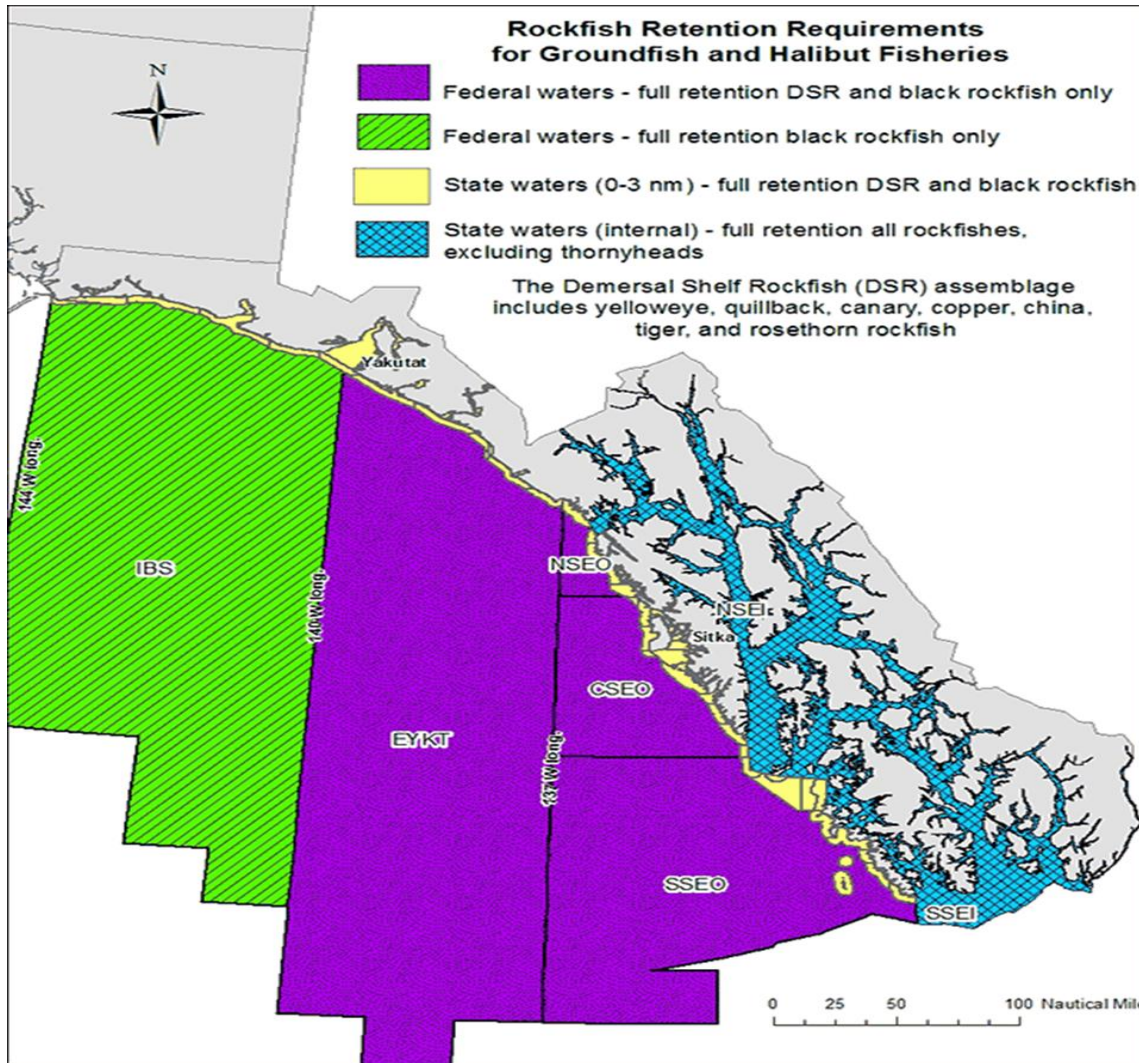 Rockfish Retention Requirements
for Groundfish and Halibut Fisheries
N
Federal waters - full retention DSR and black rockfish only
Federal waters - full retention black rockfish only
State waters (0-3 nm) - full retention DSR and black rockfish
State waters (internal) - full retention all rockfishes,
excluding thornyheads
The Demersal Shelf Rockfish (DSR) assemblage
includes yelloweye, quillback, canary, copper, china,
tiger, and rosethorn rockfish
Yakutat
144 W long.
IBS
140 W long.
NSEO
NSEI
Sitka
CSEO
EYKT
137 W long.
SSEO
SSEI
0 25 50 100 Nautical Mile